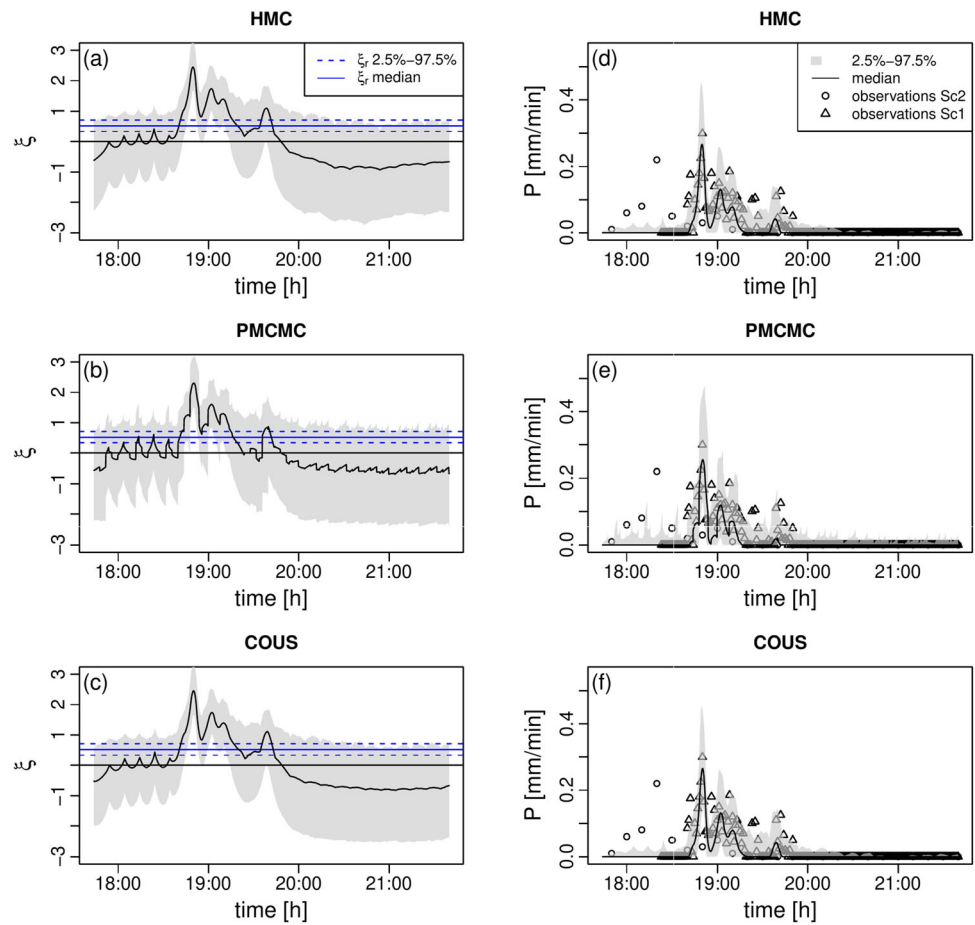 HMC
(a)
ξr 2.5%−97.5%
ξr median
3
2
1
−1
−3
ξ
18:00 19:00 20:00 21:00
time [h]
HMC
(d)
2.5%−97.5%
median
observations Sc2
observations Sc1
0.4
0.2
0.0
P [mm/min]
18:00 19:00 20:00 21:00
time [h]
PMCMC
(b)
3
2
1
−1
−3
ξ
18:00 19:00 20:00 21:00
time [h]
PMCMC
(e)
0.4
0.2
0.0
P [mm/min]
18:00 19:00 20:00 21:00
time [h]
COUS
(c)
3
2
1
−1
−3
ξ
18:00 19:00 20:00 21:00
time [h]
COUS
(f)
0.4
0.2
0.0
P [mm/min]
18:00 19:00 20:00 21:00
time [h]